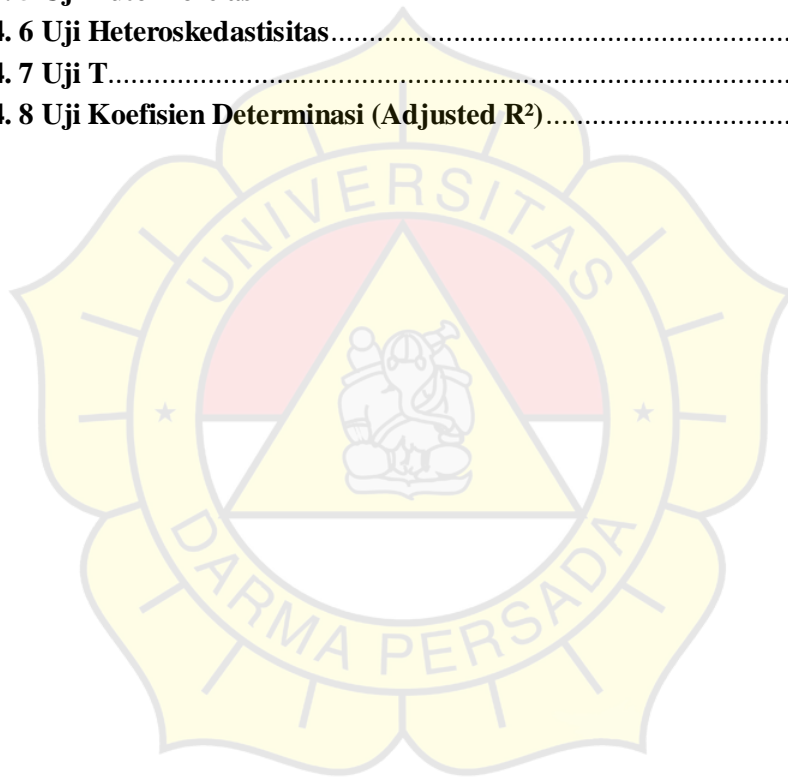 4. 6 Uji Heteroskedastisitas
4. 7 Uji T
4. 8 Uji Koefisien Determinasi (Adjusted R²)
UNIVERSITAS
DARMA PERSADA